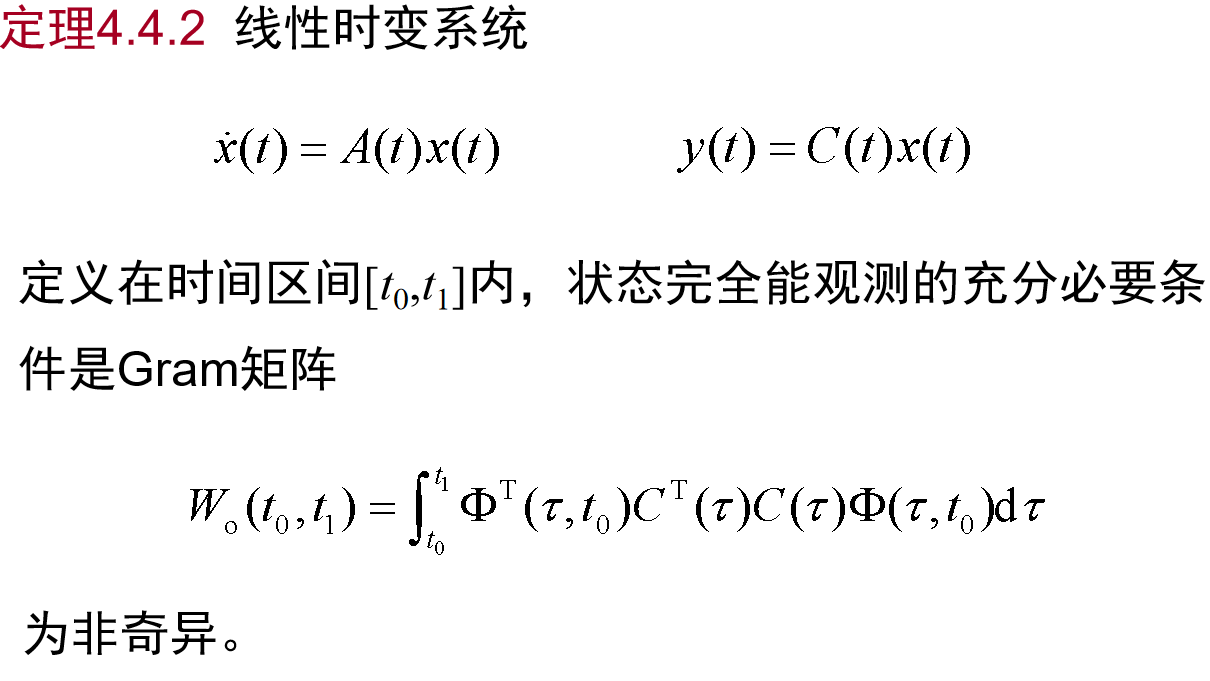 定理4.4.2 线性时变系统
ẋ(t) = A(t)x(t) y(t) = C(t)x(t)
定义在时间区间[t₀,t₁]内，状态完全能观测的充分必要条
件是Gram矩阵
Wₒ(t₀,t₁) = ∫_{t₀}^{t₁} Φᵀ(τ,t₀)Cᵀ(τ)C(τ)Φ(τ,t₀)dτ
为非奇异。